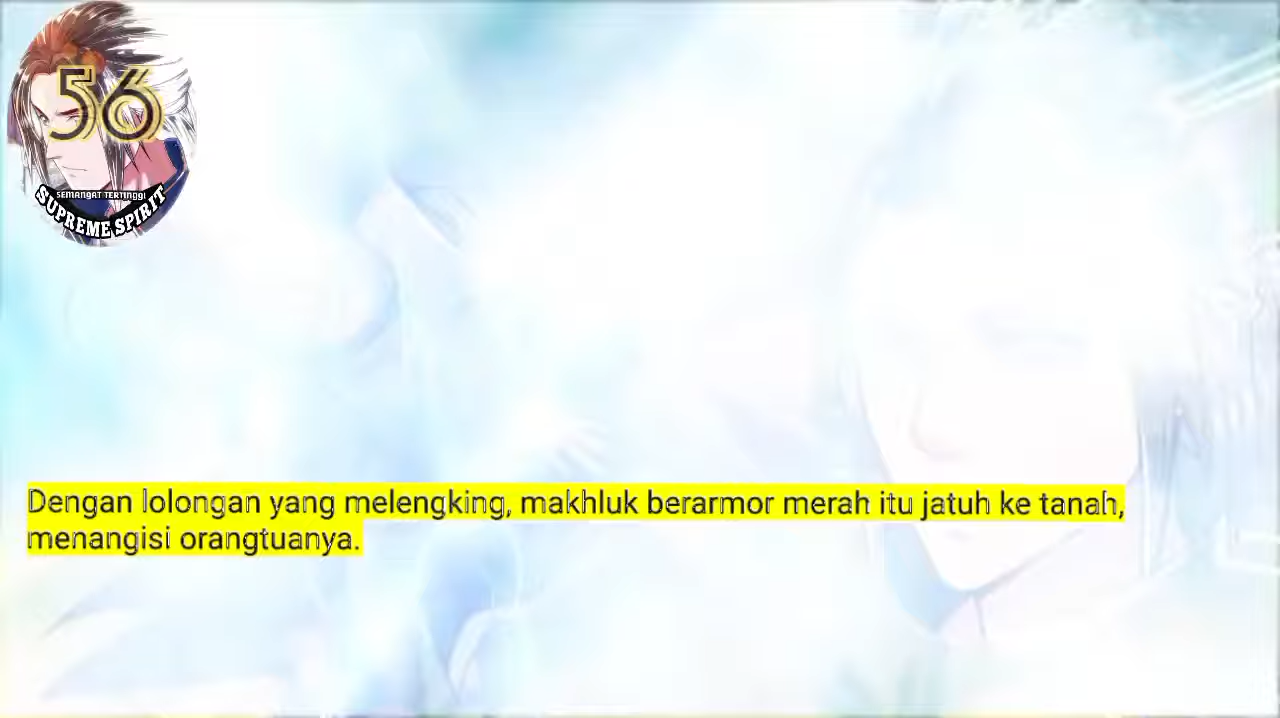 56
SEMANGAT TERTINGGI
SUPREME SPIRIT
Dengan lolongan yang melengking, makhluk berarmor merah itu jatuh ke tanah,
menangisi orangtuanya.